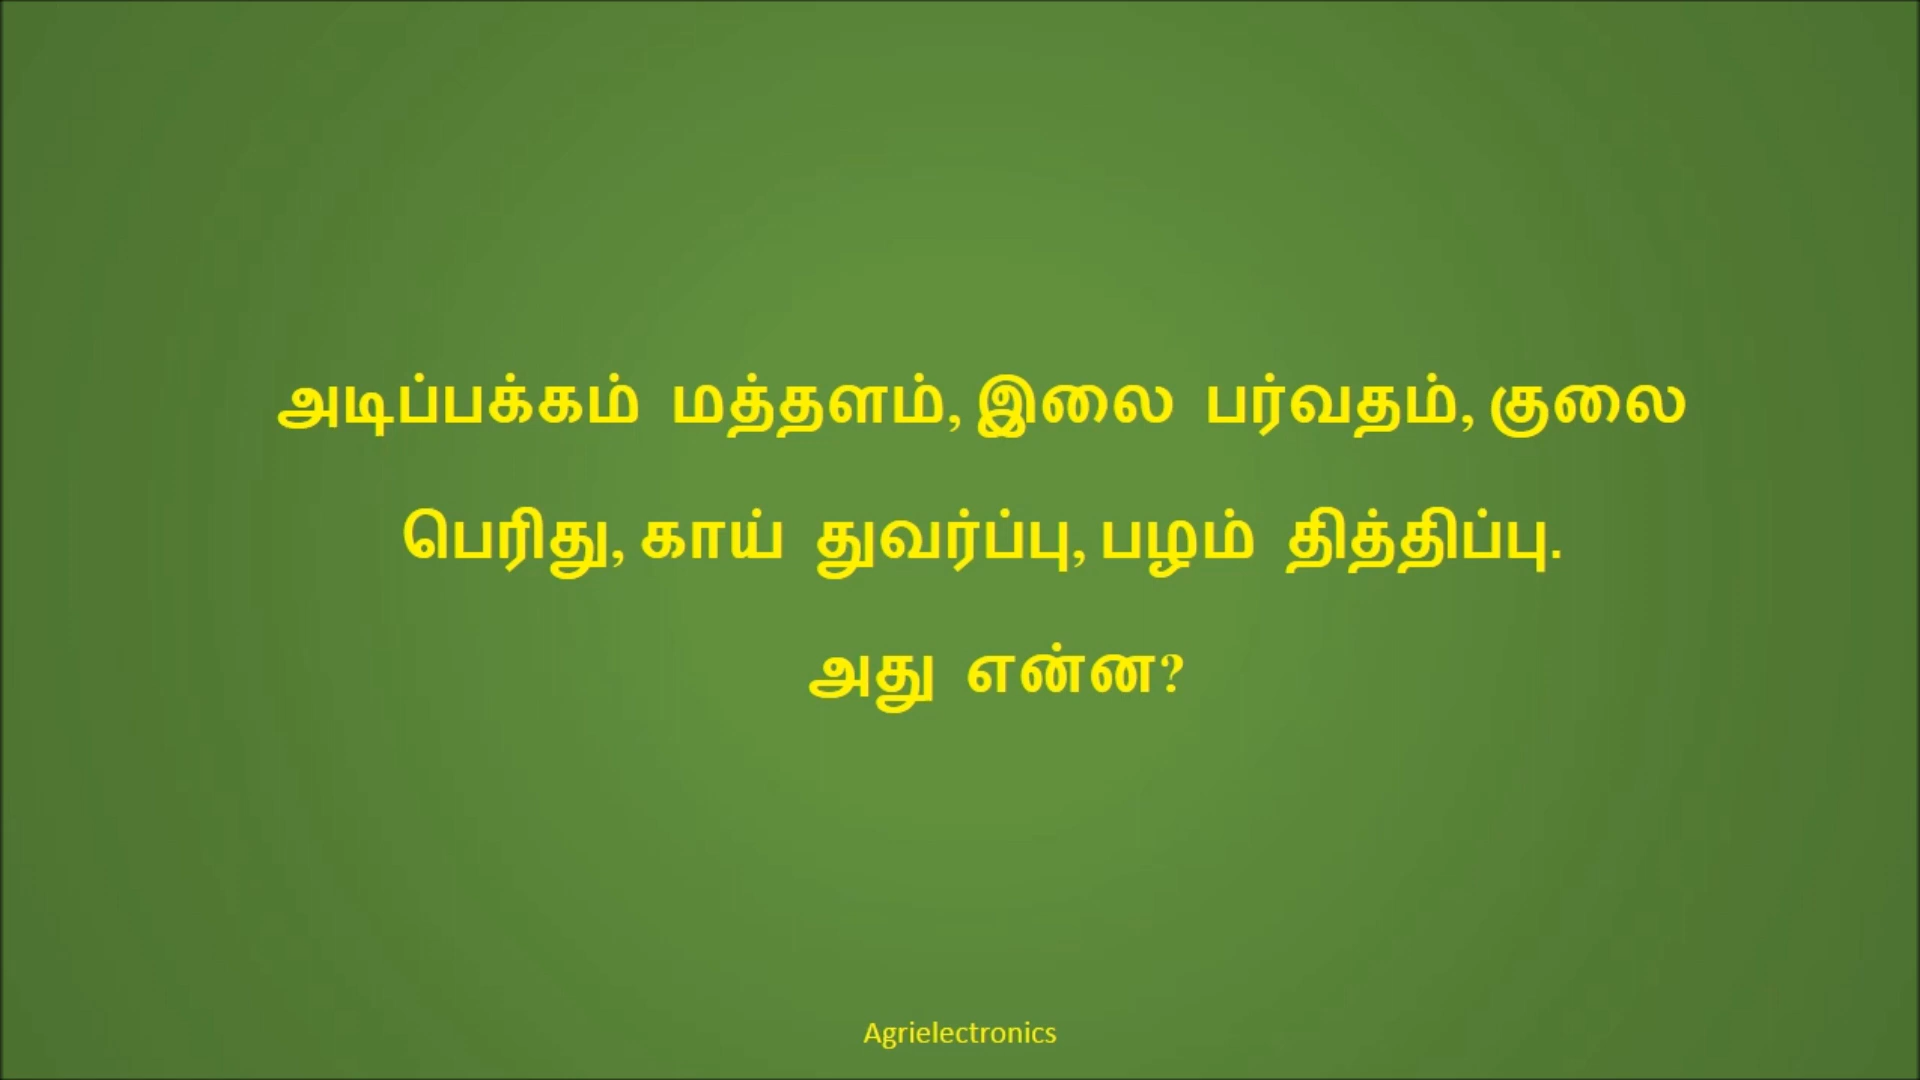 அடிப்பக்கம் மத்தளம், இலை பர்வதம், குலை
பெரிது, காய் துவர்ப்பு, பழம் தித்திப்பு.
அது என்ன?
Agrielectronics